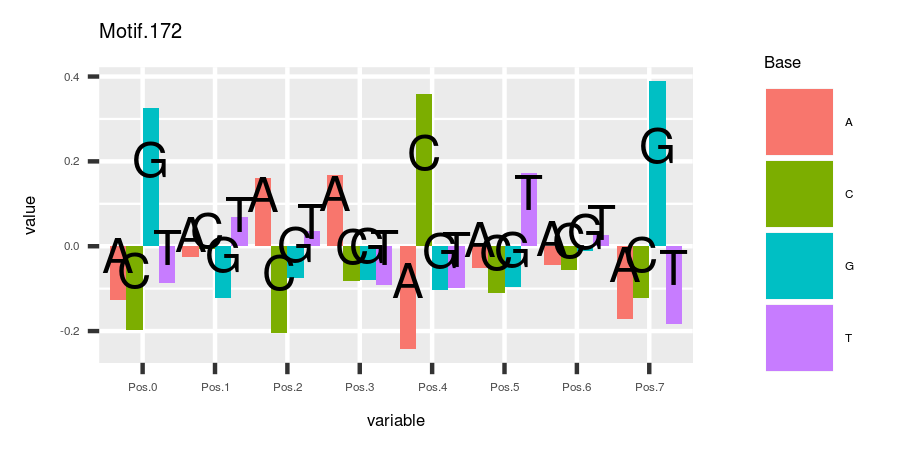 Motif.172
Base
0.4
0.2
0.0
-0.2
value
A C G T A C G T A C G T A C G T A C G T A C G T A C G T A C G T
Pos.0 Pos.1 Pos.2 Pos.3 Pos.4 Pos.5 Pos.6 Pos.7
variable
A
C
G
T